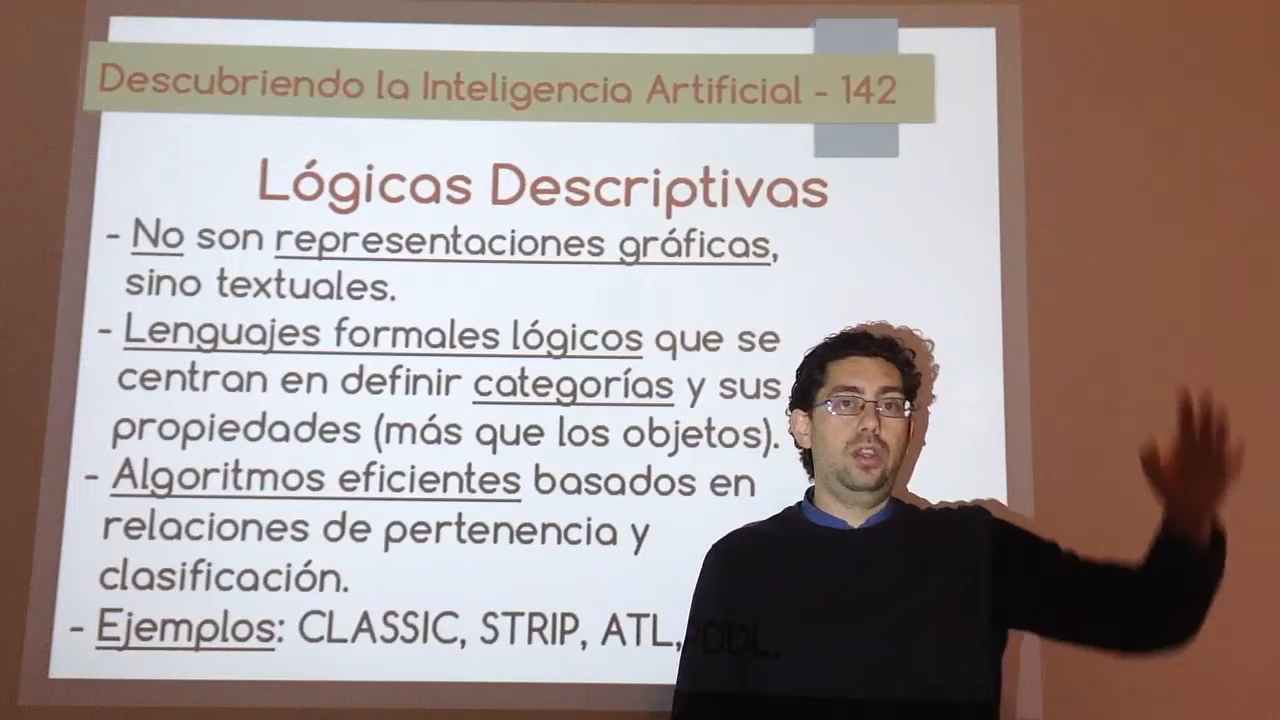 Descubriendo la Inteligencia Artificial - 142
Lógicas Descriptivas
- No son representaciones gráficas,
sino textuales.
- Lenguajes formales lógicos que se
centran en definir categorías y sus
propiedades (más que los objetos).
- Algoritmos eficientes basados en
relaciones de pertenencia y
clasificación.
- Ejemplos: CLASSIC, STRIP, ATL, PDDL.